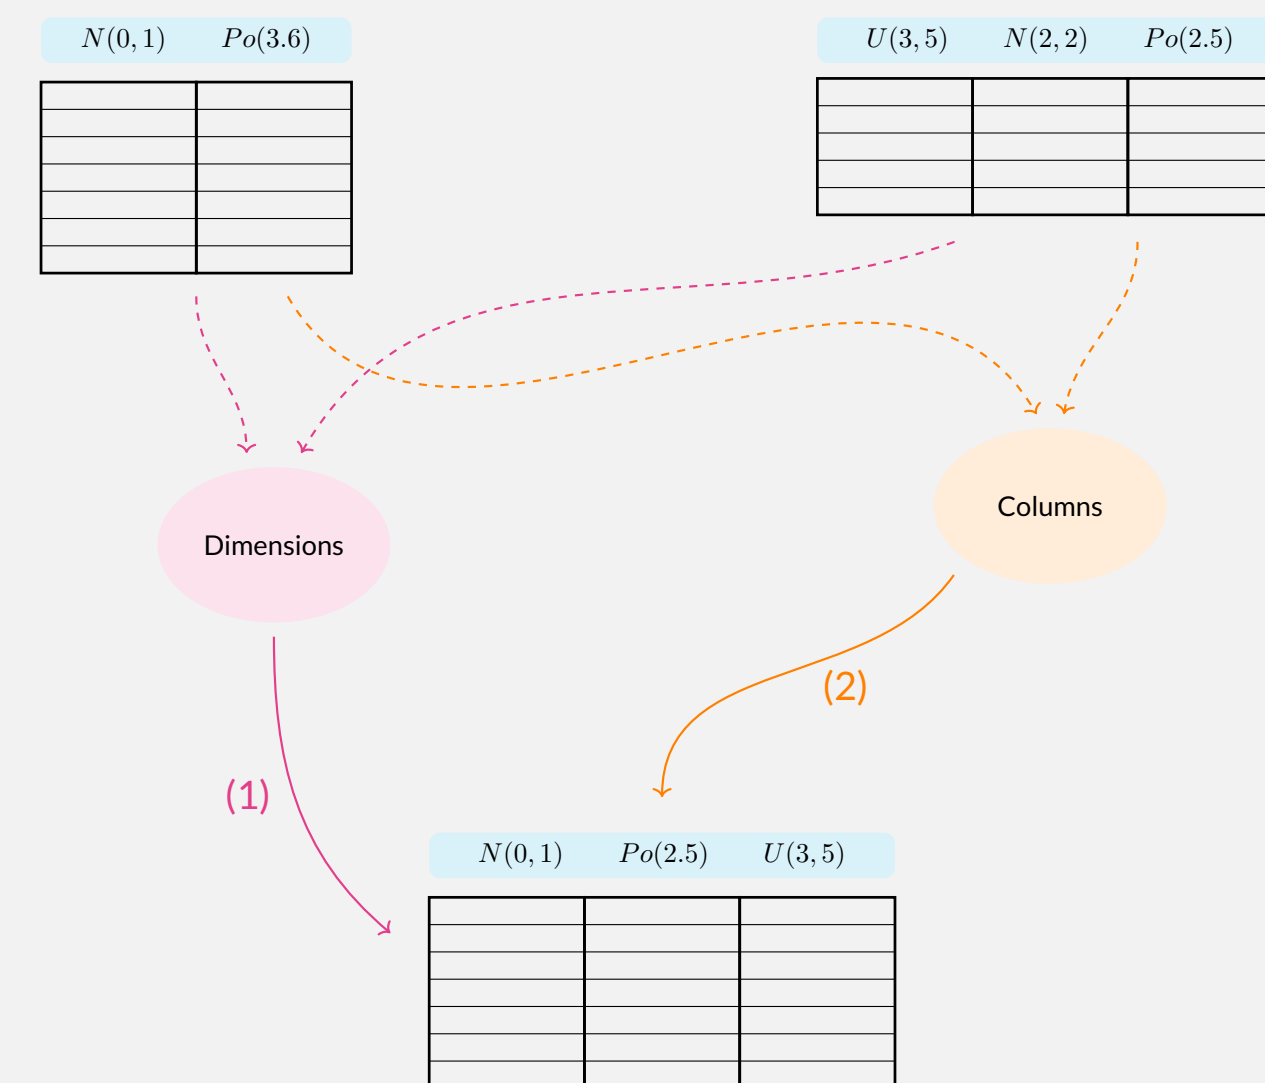 N(0, 1) Po(3.6)
U(3, 5) N(2, 2) Po(2.5)
Dimensions
Columns
(2)
(1)
N(0, 1) Po(2.5) U(3, 5)